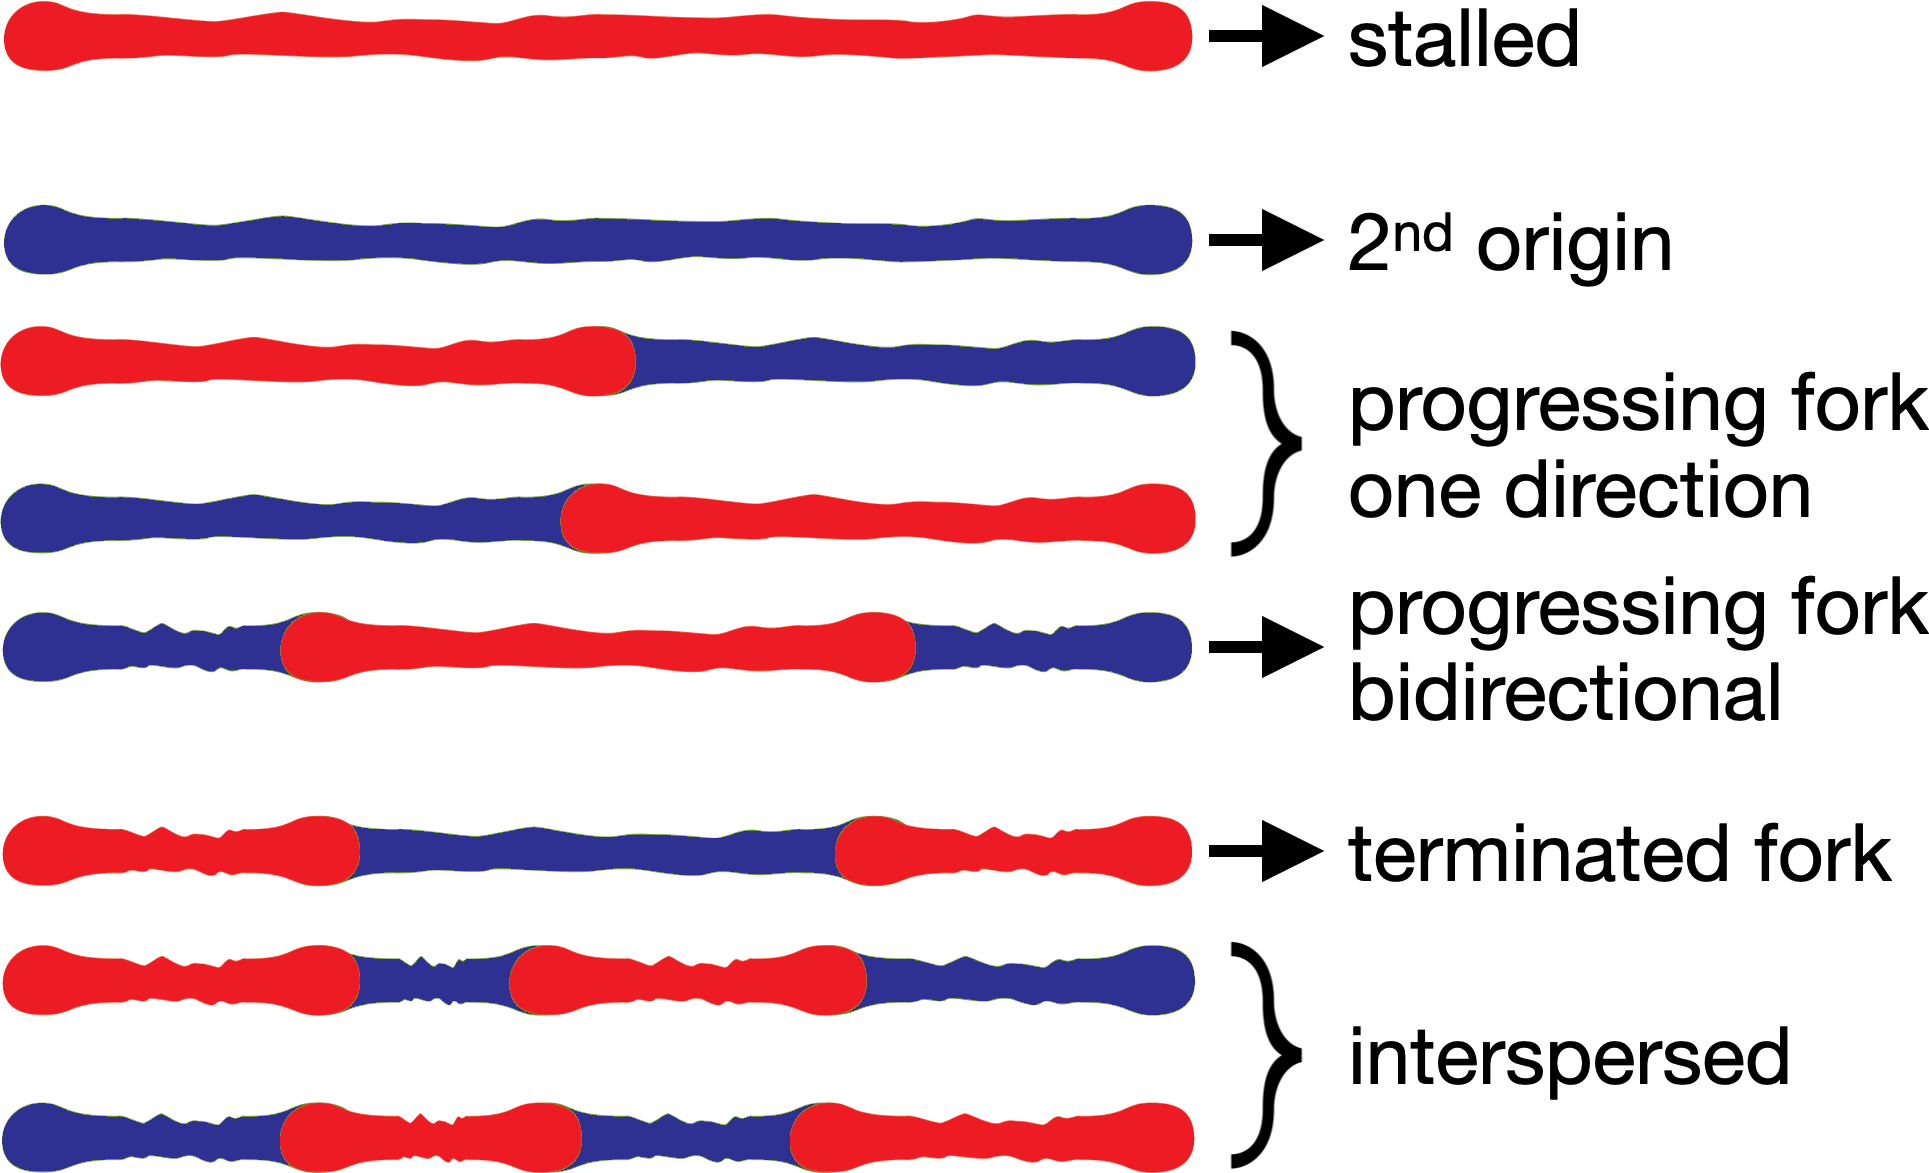 stalled
2nd origin
progressing fork
one direction
progressing fork
bidirectional
terminated fork
interspersed